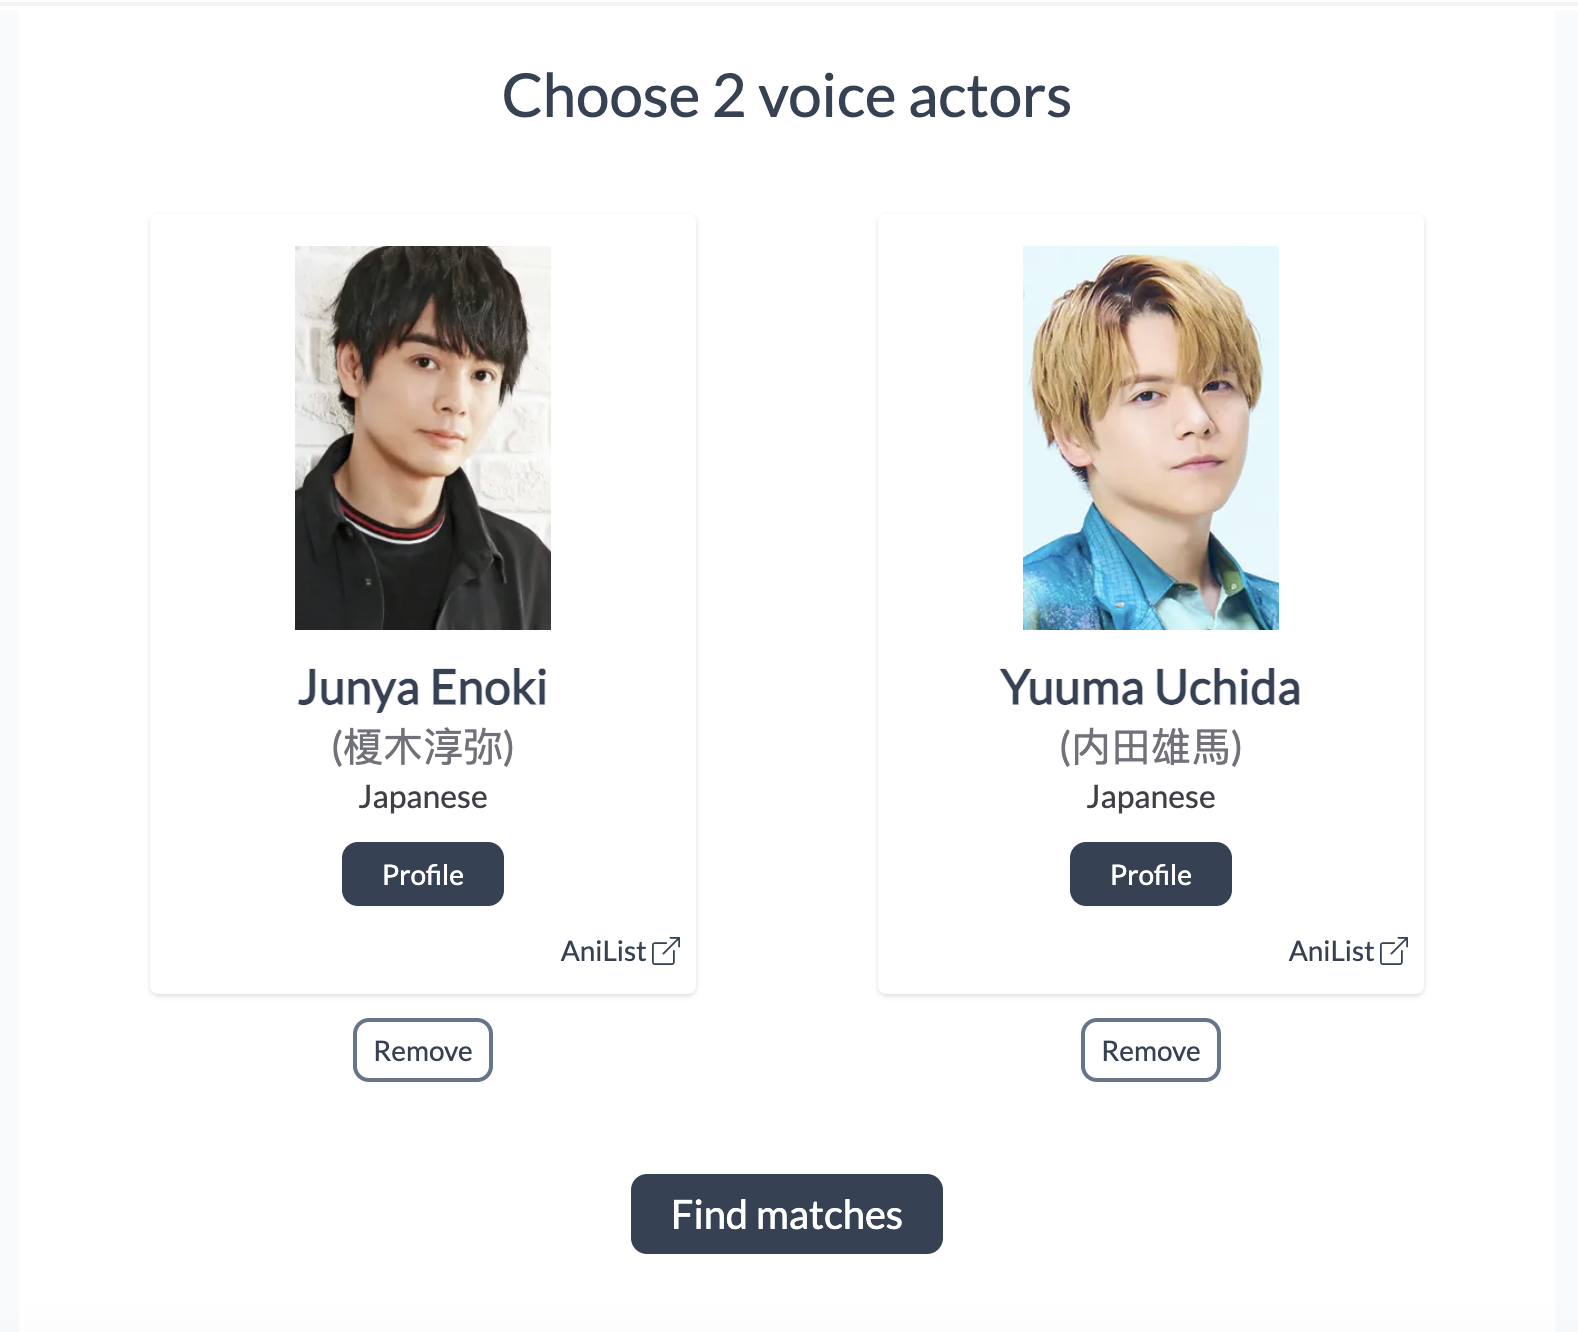 Choose 2 voice actors
Junya Enoki
(榎木淳弥)
Japanese
Profile
AniList
Remove
Yuuma Uchida
(内田雄馬)
Japanese
Profile
AniList
Remove
Find matches